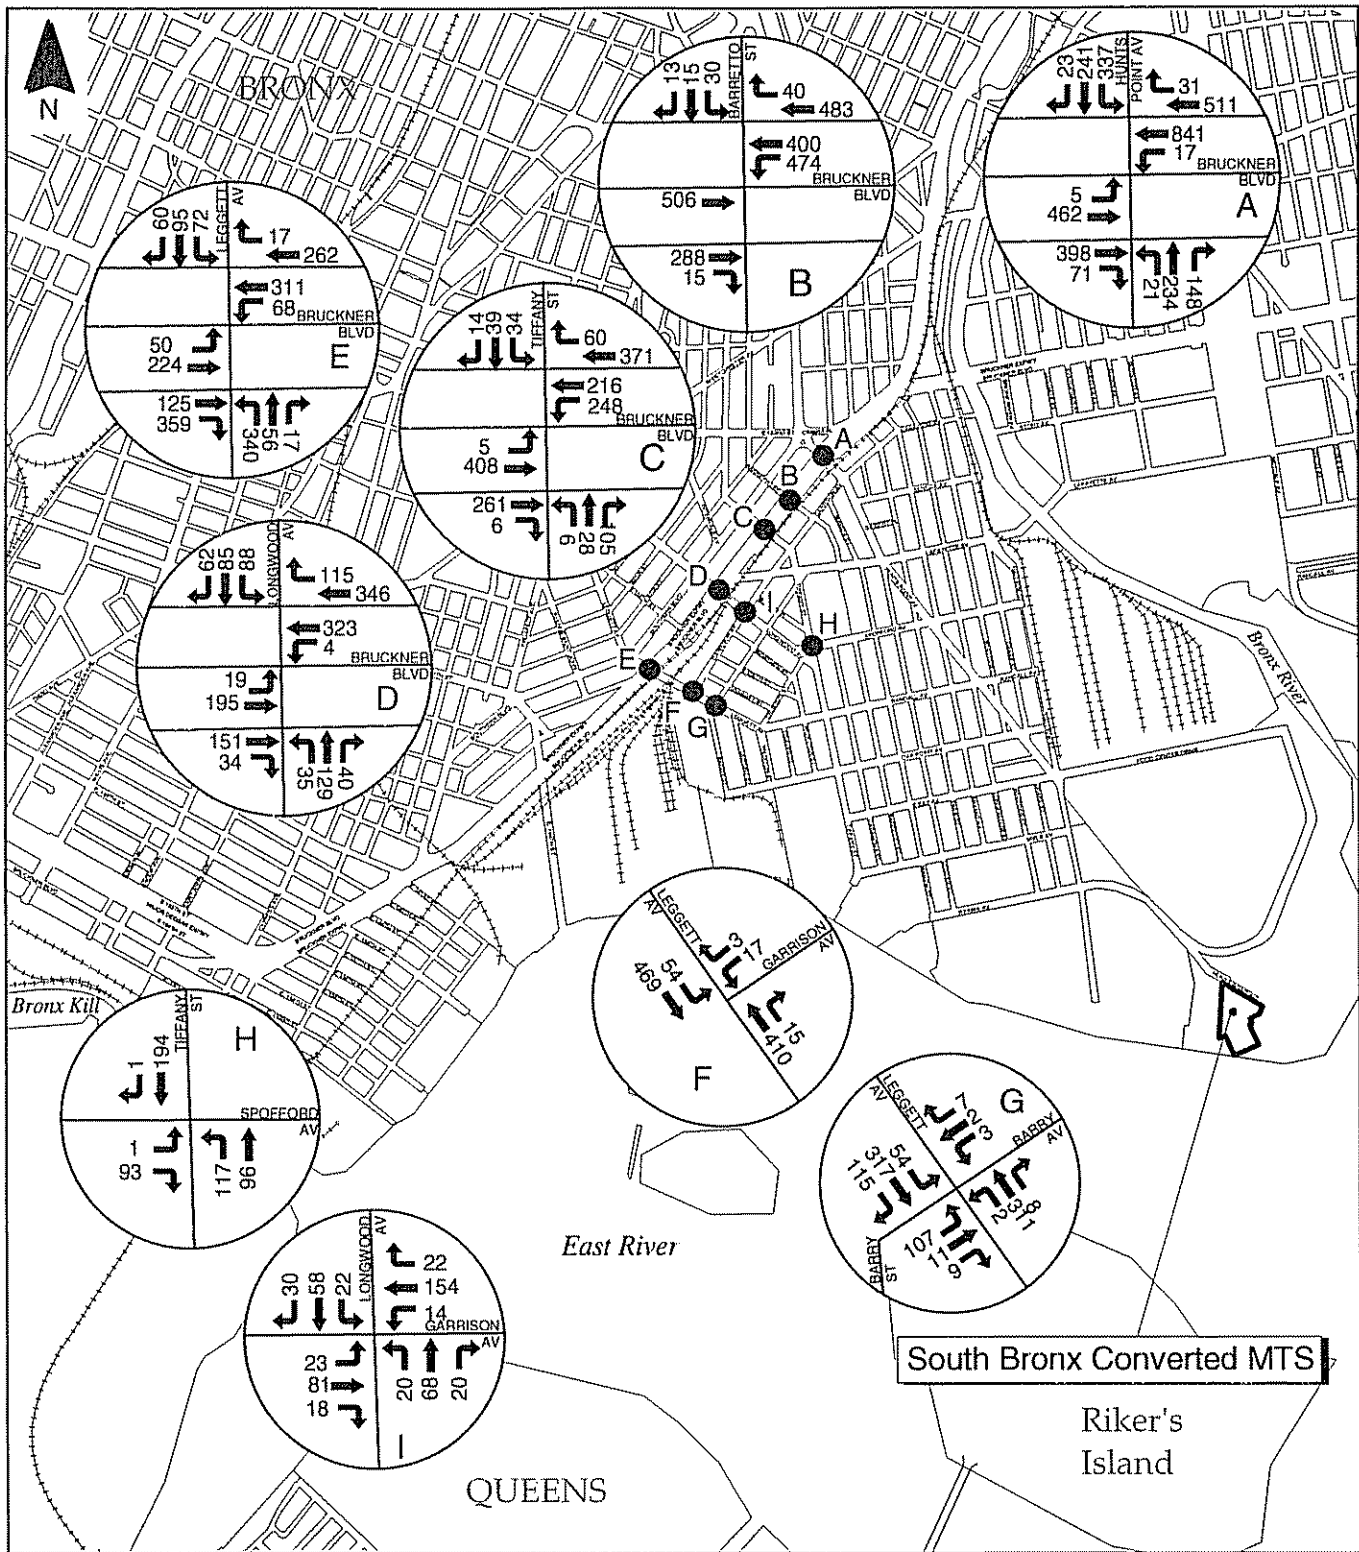 N
BRONX
13
15
30
BARRETTO
ST
40
483
400
474
BRUCKNER
BLVD
506
288
15
B
23
241
337
HUNTS
POINT AV
31
511
841
17
BRUCKNER
BLVD
5
462
A
398
71
21
234
148
60
95
72
LEGGETT
AV
17
262
311
68
BRUCKNER
BLVD
50
224
E
125
359
340
56
17
14
39
34
TIFFANY
ST
60
371
216
248
BRUCKNER
BLVD
5
408
C
261
6
6
28
105
62
85
88
LONGWOOD
AV
115
346
323
4
BRUCKNER
BLVD
19
195
D
151
34
35
129
40
A
B
C
D
I
H
E
F
G
Bronx River
Bronx Kill
LEGGETT
AV
3
17
GARRISON
AV
54
469
15
410
F
1
194
TIFFANY
ST
H
SPOFFORD
AV
1
93
117
96
LEGGETT
AV
7
2
3
G
BARRY
AV
54
317
115
2
311
8
107
11
9
BARRY
ST
East River
30
58
22
LONGWOOD
AV
22
154
14
GARRISON
AV
23
81
18
20
68
20
I
South Bronx Converted MTS
Riker's
Island
QUEENS